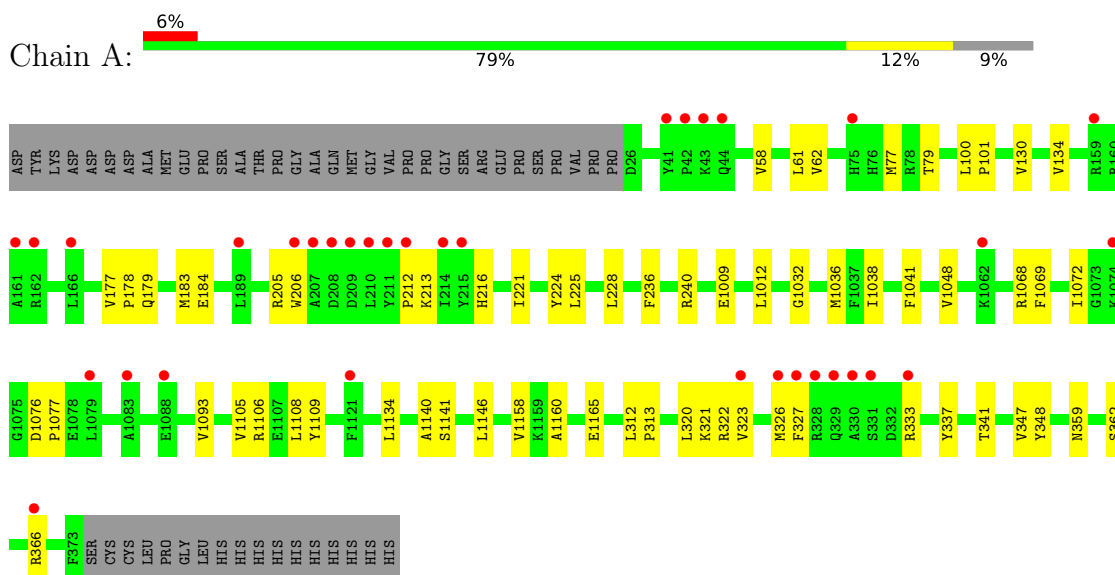 Chain A:
6%
79%
12%
9%
ASP TYR LYS ASP ASP ASP ASP ALA MET GLU PRO SER ALA THR PRO GLY ALA GLN MET GLY VAL PRO PRO GLY SER ARG GLU PRO SER PRO VAL PRO PRO D26 Y41 P42 K43 Q44 V58 L61 V62 H75 H76 M77 R78 T79 L100 P101 V130 V134 R159
A161 R162 L166 V177 P178 Q179 M183 E184 L189 R205 W206 A207 D208 D209 L210 Y211 P212 K213 I214 Y215 H216 I221 Y224 L225 L228 F236 R240 E1009 L1012 G1032 M1036 F1037 I1038 F1041 V1048 K1062 R1068 F1069 I1072 G1073 K1074
G1075 D1076 P1077 E1078 L1079 A1083 E1088 V1093 V1105 R1106 E1107 L1108 Y1109 F1121 L1134 A1140 S1141 L1146 V1158 K1159 A1160 E1165 L312 P313 L320 K321 R322 V323 M326 F327 R328 Q329 A330 S331 D332 R333 Y337 T341 V347 Y348 N359 S362
R366 F373 SER CYS CYS LEU PRO GLY LEU HIS HIS HIS HIS HIS HIS HIS HIS HIS HIS